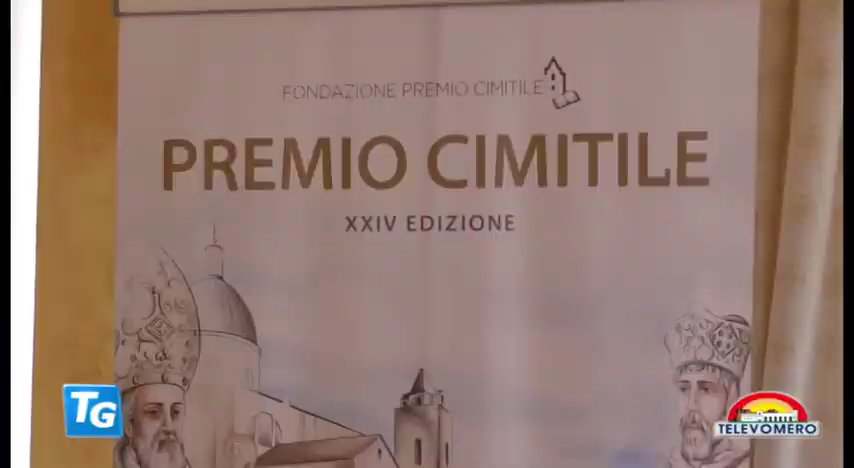 FONDAZIONE PREMIO CIMITILE
PREMIO CIMITILE
XXIV EDIZIONE
TG
TELEVOMERO